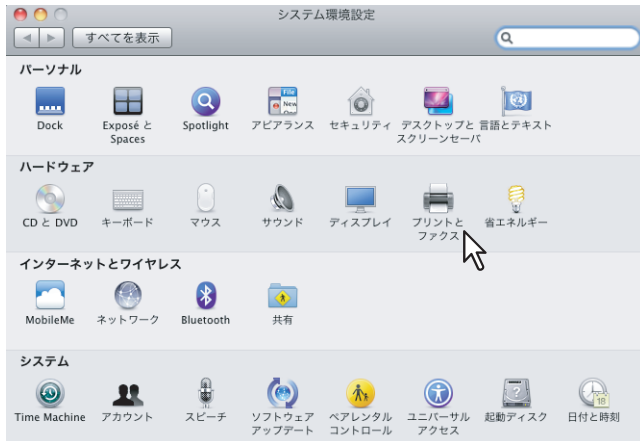 システム環境設定
すべてを表示
パーソナル
Dock
Exposé と
Spaces
Spotlight
アピアランス
セキュリティ
デスクトップと
スクリーンセーバ
言語とテキスト
ハードウェア
CD と DVD
キーボード
マウス
サウンド
ディスプレイ
プリントと
ファクス
省エネルギー
インターネットとワイヤレス
MobileMe
ネットワーク
Bluetooth
共有
システム
Time Machine
アカウント
スピーチ
ソフトウェア
アップデート
ペアレンタル
コントロール
ユニバーサル
アクセス
起動ディスク
日付と時刻
File
New
18